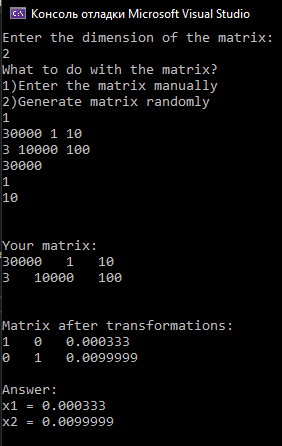 Консоль отладки Microsoft Visual Studio
Enter the dimension of the matrix:
2
What to do with the matrix?
1)Enter the matrix manually
2)Generate matrix randomly
1
30000 1 10
3 10000 100
30000
1
10
Your matrix:
30000 1 10
3 10000 100
Matrix after transformations:
1 0 0.000333
0 1 0.0099999
Answer:
x1 = 0.000333
x2 = 0.0099999